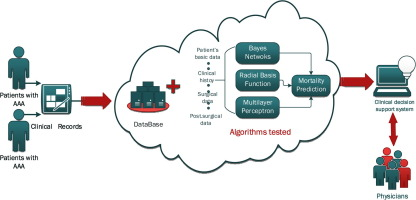 Patients with
AAA
Clinical Records
Patients with
AAA
DataBase
Patient's
basic data
Clinical
history
Surgical
data
Postsurgical
data
Bayes
Networks
Radial Basis
Function
Multilayer
Perceptron
Mortality
Prediction
Algorithms tested
Clinical decision
support system
Physicians